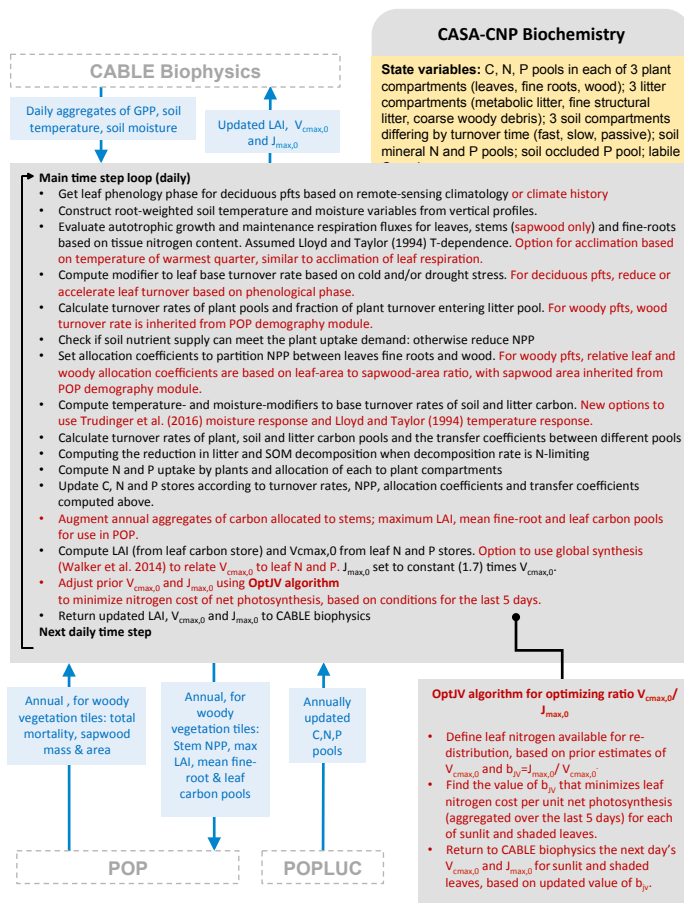 CASA-CNP Biochemistry
State variables: C, N, P pools in each of 3 plant
compartments (leaves, fine roots, wood); 3 litter
compartments (metabolic litter, fine structural
litter, coarse woody debris); 3 soil compartments
differing by turnover time (fast, slow, passive); soil
mineral N and P pools; soil occluded P pool; labile
CABLE Biophysics
Daily aggregates of GPP, soil
temperature, soil moisture
Updated LAI, Vcmax,0
and Jmax,0
Main time step loop (daily)
• Get leaf phenology phase for deciduous pfts based on remote-sensing climatology or climate history
• Construct root-weighted soil temperature and moisture variables from vertical profiles.
• Evaluate autotrophic growth and maintenance respiration fluxes for leaves, stems (sapwood only) and fine-roots
based on tissue nitrogen content. Assumed Lloyd and Taylor (1994) T-dependence. Option for acclimation based
on temperature of warmest quarter, similar to acclimation of leaf respiration.
• Compute modifier to leaf base turnover rate based on cold and/or drought stress. For deciduous pfts, reduce or
accelerate leaf turnover based on phenological phase.
• Calculate turnover rates of plant pools and fraction of plant turnover entering litter pool. For woody pfts, wood
turnover rate is inherited from POP demography module.
• Check if soil nutrient supply can meet the plant uptake demand: otherwise reduce NPP
• Set allocation coefficients to partition NPP between leaves fine roots and wood. For woody pfts, relative leaf and
woody allocation coefficients are based on leaf-area to sapwood-area ratio, with sapwood area inherited from
POP demography module.
• Compute temperature- and moisture-modifiers to base turnover rates of soil and litter carbon. New options to
use Trudinger et al. (2016) moisture response and Lloyd and Taylor (1994) temperature response.
• Calculate turnover rates of plant, soil and litter carbon pools and the transfer coefficients between different pools
• Computing the reduction in litter and SOM decomposition when decomposition rate is N-limiting
• Compute N and P uptake by plants and allocation of each to plant compartments
• Update C, N and P stores according to turnover rates, NPP, allocation coefficients and transfer coefficients
computed above.
• Augment annual aggregates of carbon allocated to stems; maximum LAI, mean fine-root and leaf carbon pools
for use in POP.
• Compute LAI (from leaf carbon store) and Vcmax,0 from leaf N and P stores. Option to use global synthesis
(Walker et al. 2014) to relate Vcmax,0 to leaf N and P. Jmax,0 set to constant (1.7) times Vcmax,0.
• Adjust prior Vcmax,0 and Jmax,0 using OptJV algorithm
to minimize nitrogen cost of net photosynthesis, based on conditions for the last 5 days.
• Return updated LAI, Vcmax,0 and Jmax,0 to CABLE biophysics
Next daily time step
Annual , for woody
vegetation tiles: total
mortality, sapwood
mass & area
Annual, for
woody
vegetation tiles:
Stem NPP, max
LAI, mean fine-
root & leaf
carbon pools
Annually
updated
C,N,P
pools
POP
POPLUC
OptJV algorithm for optimizing ratio Vcmax,0/
Jmax,0
• Define leaf nitrogen available for re-
distribution, based on prior estimates of
Vcmax,0 and bJV=Jmax,0/ Vcmax,0.
• Find the value of bJV that minimizes leaf
nitrogen cost per unit net photosynthesis
(aggregated over the last 5 days) for each
of sunlit and shaded leaves.
• Return to CABLE biophysics the next day's
Vcmax,0 and Jmax,0 for sunlit and shaded
leaves, based on updated value of bjv.